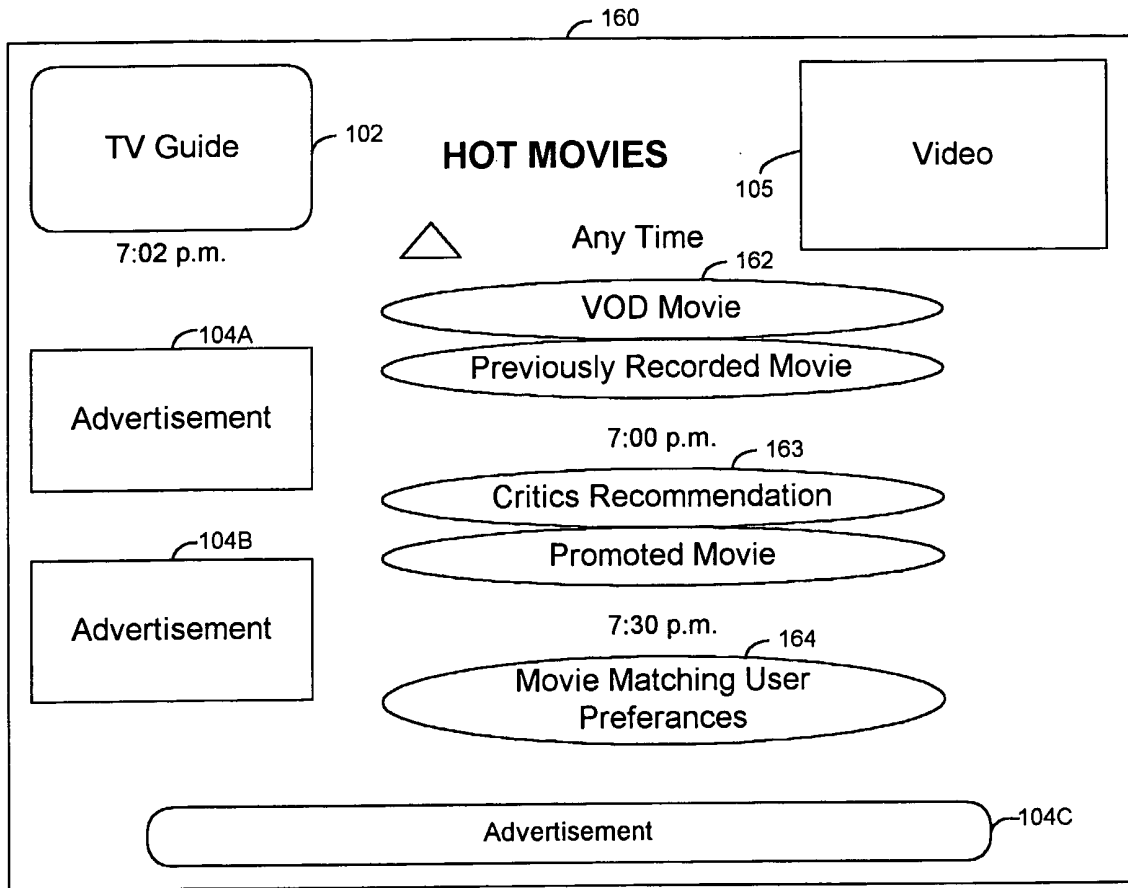 160
TV Guide
102
HOT MOVIES
Video
105
7:02 p.m.
Any Time
162
VOD Movie
Previously Recorded Movie
104A
Advertisement
7:00 p.m.
163
Critics Recommendation
Promoted Movie
104B
Advertisement
7:30 p.m.
164
Movie Matching User
Preferances
Advertisement
104C